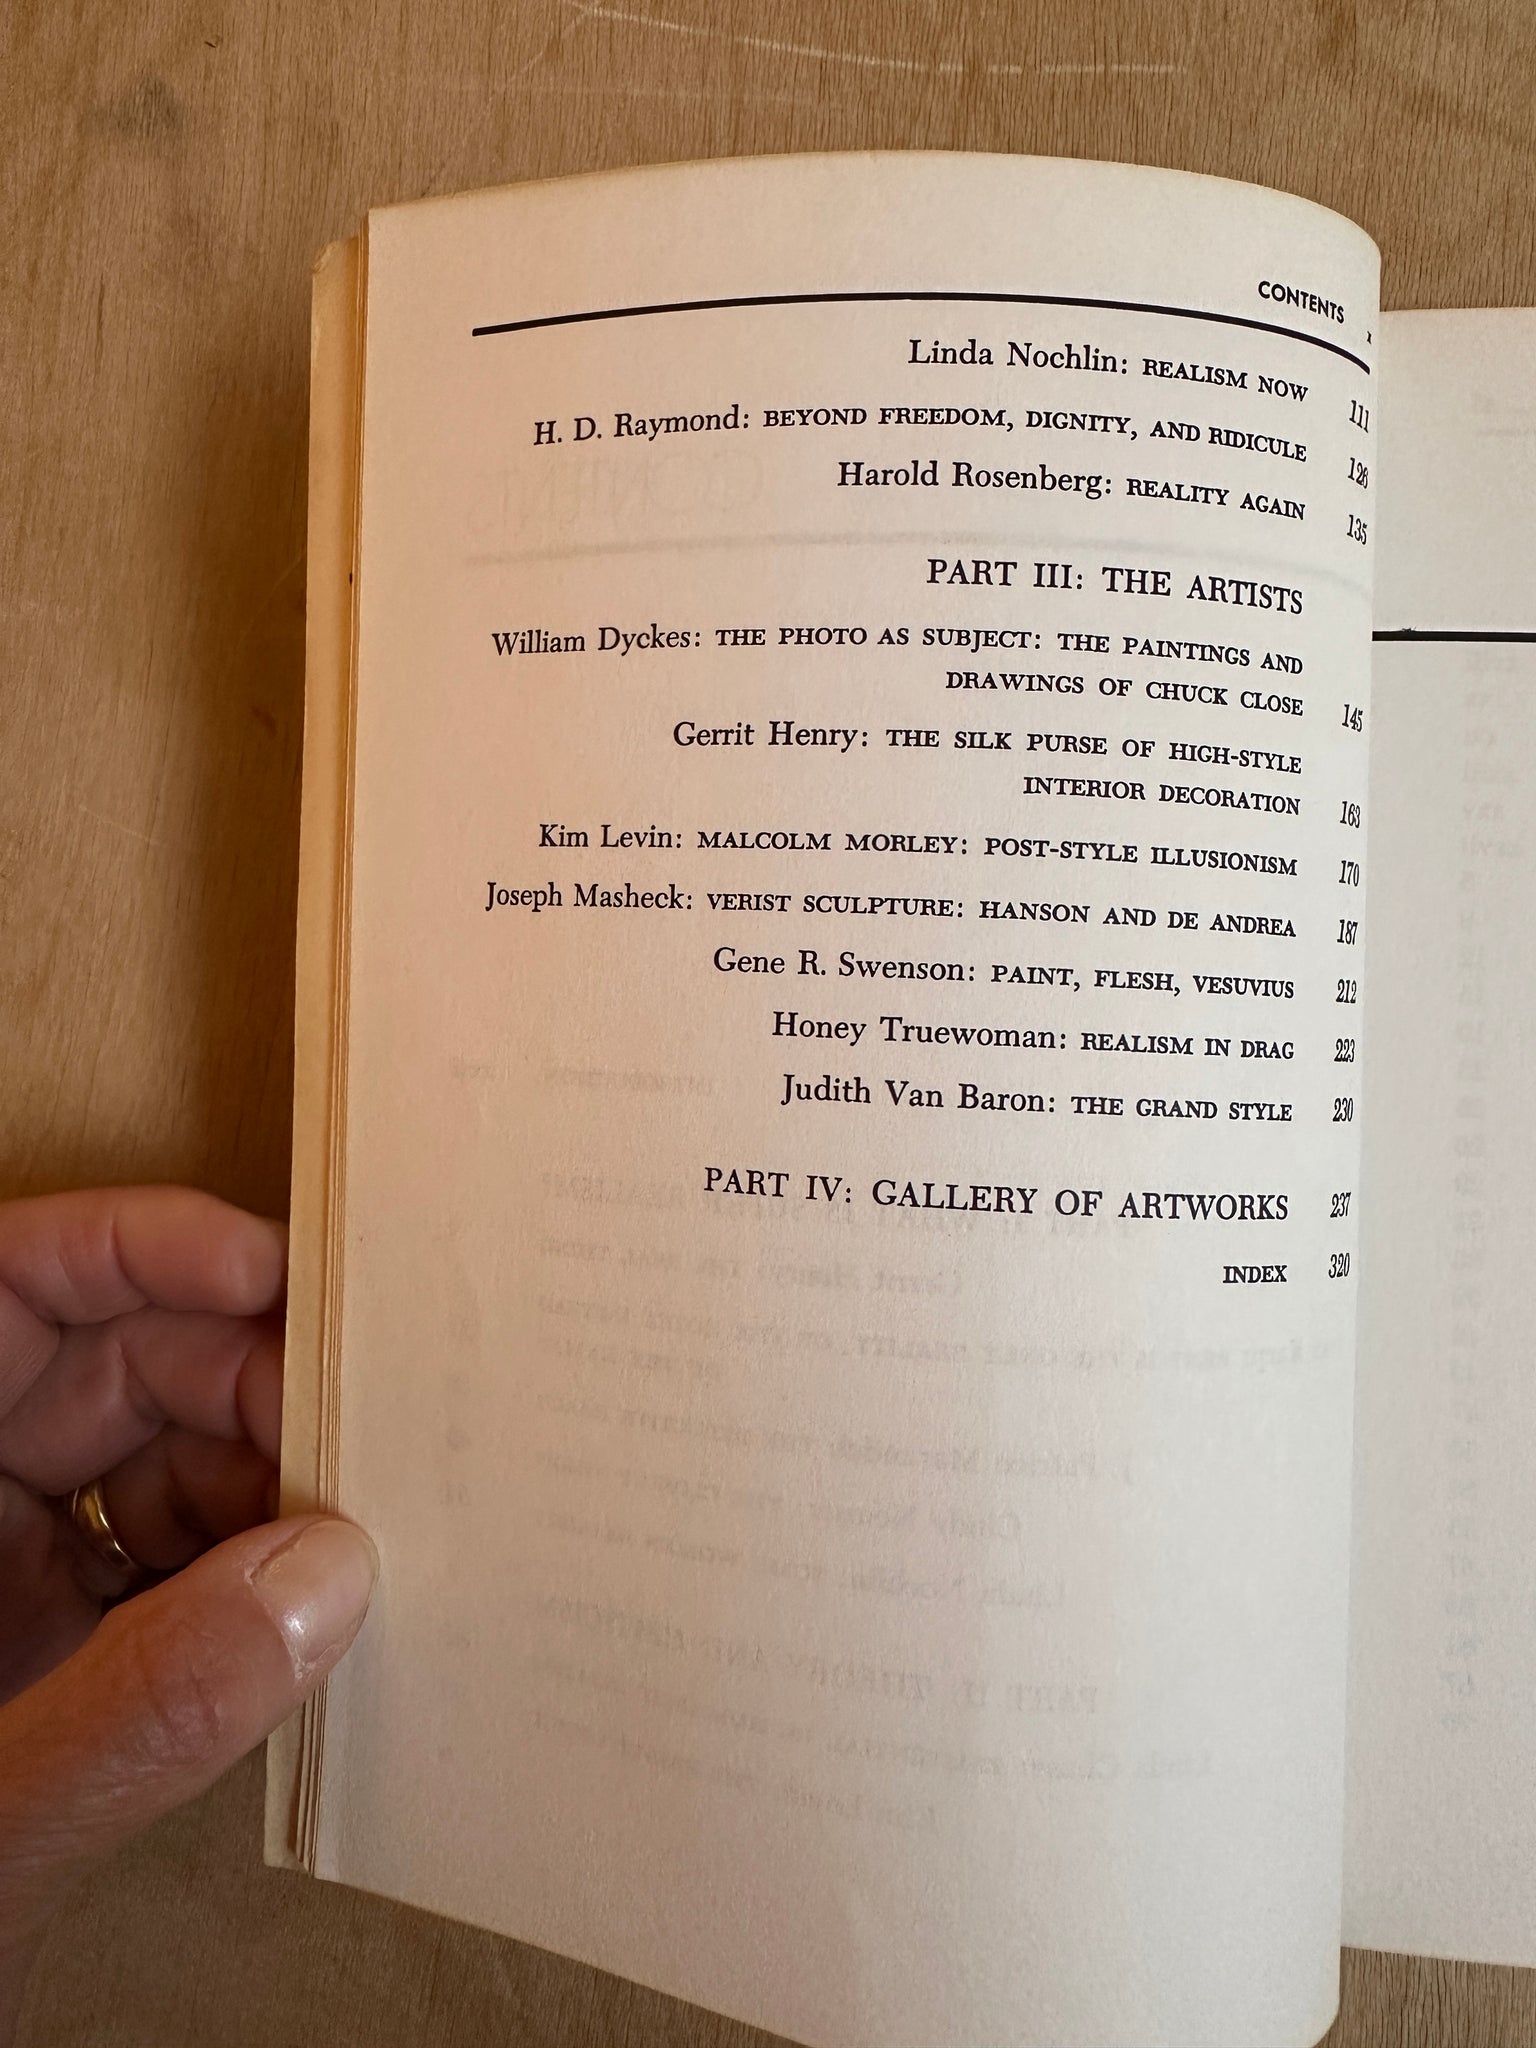 CONTENTS x
Linda Nochlin: REALISM NOW 111
H. D. Raymond: BEYOND FREEDOM, DIGNITY, AND RIDICULE 126
Harold Rosenberg: REALITY AGAIN 135
PART III: THE ARTISTS
William Dyckes: THE PHOTO AS SUBJECT: THE PAINTINGS AND
DRAWINGS OF CHUCK CLOSE 145
Gerrit Henry: THE SILK PURSE OF HIGH-STYLE
INTERIOR DECORATION 163
Kim Levin: MALCOLM MORLEY: POST-STYLE ILLUSIONISM 170
Joseph Masheck: VERIST SCULPTURE: HANSON AND DE ANDREA 187
Gene R. Swenson: PAINT, FLESH, VESUVIUS 212
Honey Truewoman: REALISM IN DRAG 223
Judith Van Baron: THE GRAND STYLE 230
PART IV: GALLERY OF ARTWORKS 237
INDEX 320